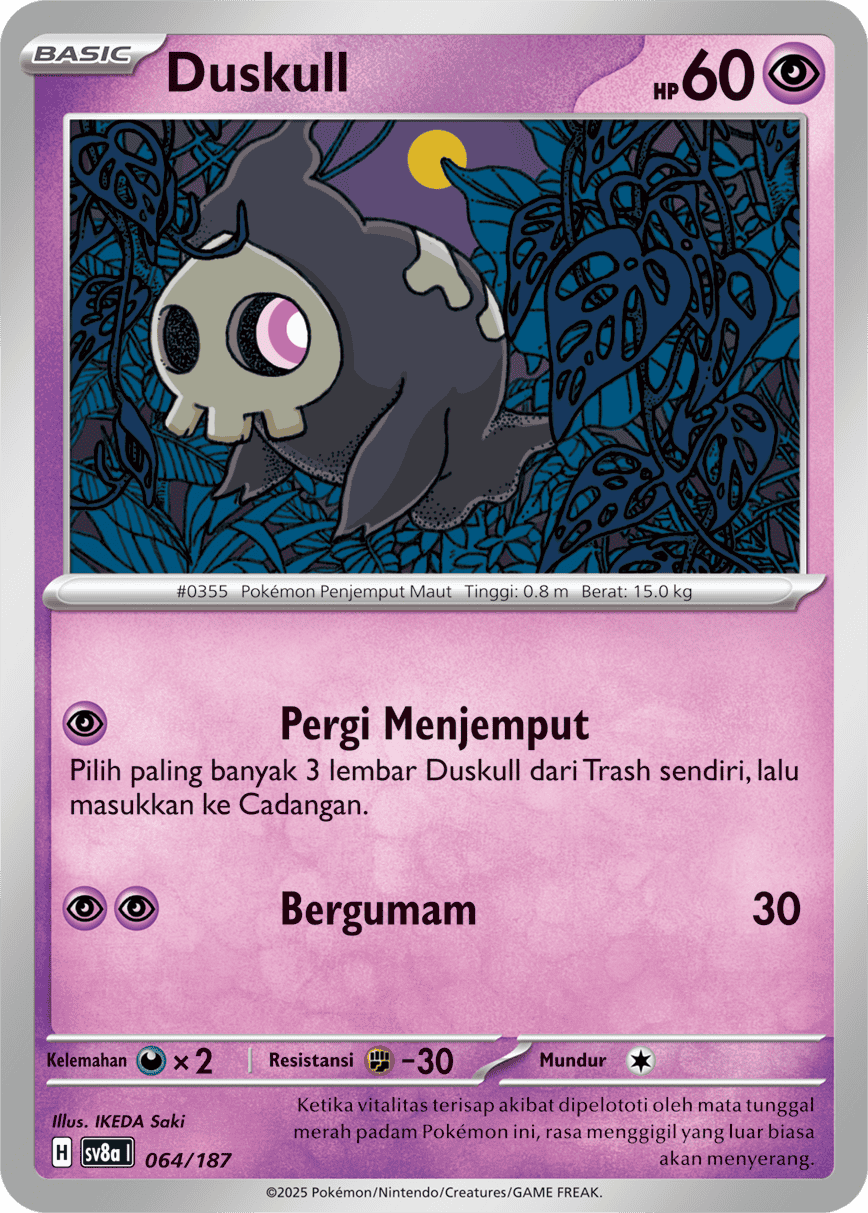 BASIC
Duskull
HP 60
#0355 Pokémon Penjemput Maut Tinggi: 0.8 m Berat: 15.0 kg
Pergi Menjemput
Pilih paling banyak 3 lembar Duskull dari Trash sendiri, lalu
masukkan ke Cadangan.
Bergumam 30
Kelemahan ×2 Resistansi −30 Mundur
Illus. IKEDA Saki
Ketika vitalitas terisap akibat dipelototi oleh mata tunggal
merah padam Pokémon ini, rasa menggigil yang luar biasa
akan menyerang.
H sv8a I 064/187
©2025 Pokémon/Nintendo/Creatures/GAME FREAK.